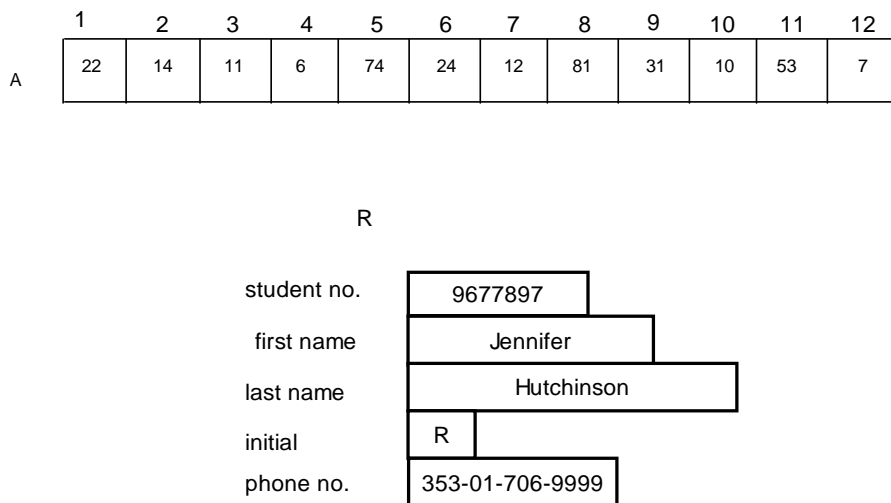 1 2 3 4 5 6 7 8 9 10 11 12
A 22 14 11 6 74 24 12 81 31 10 53 7
R
student no. 9677897
first name Jennifer
last name Hutchinson
initial R
phone no. 353-01-706-9999